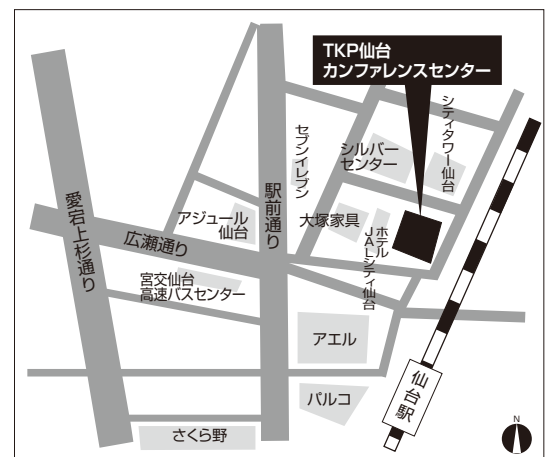 TKP仙台
カンファレンスセンター
シティタワー仙台
セブンイレブン
シルバー
センター
愛宕上杉通り
駅前通り
アジュール
仙台
大塚家具
ホテル
JALシティ仙台
広瀬通り
宮交仙台
高速バスセンター
アエル
パルコ
仙台駅
さくら野
N